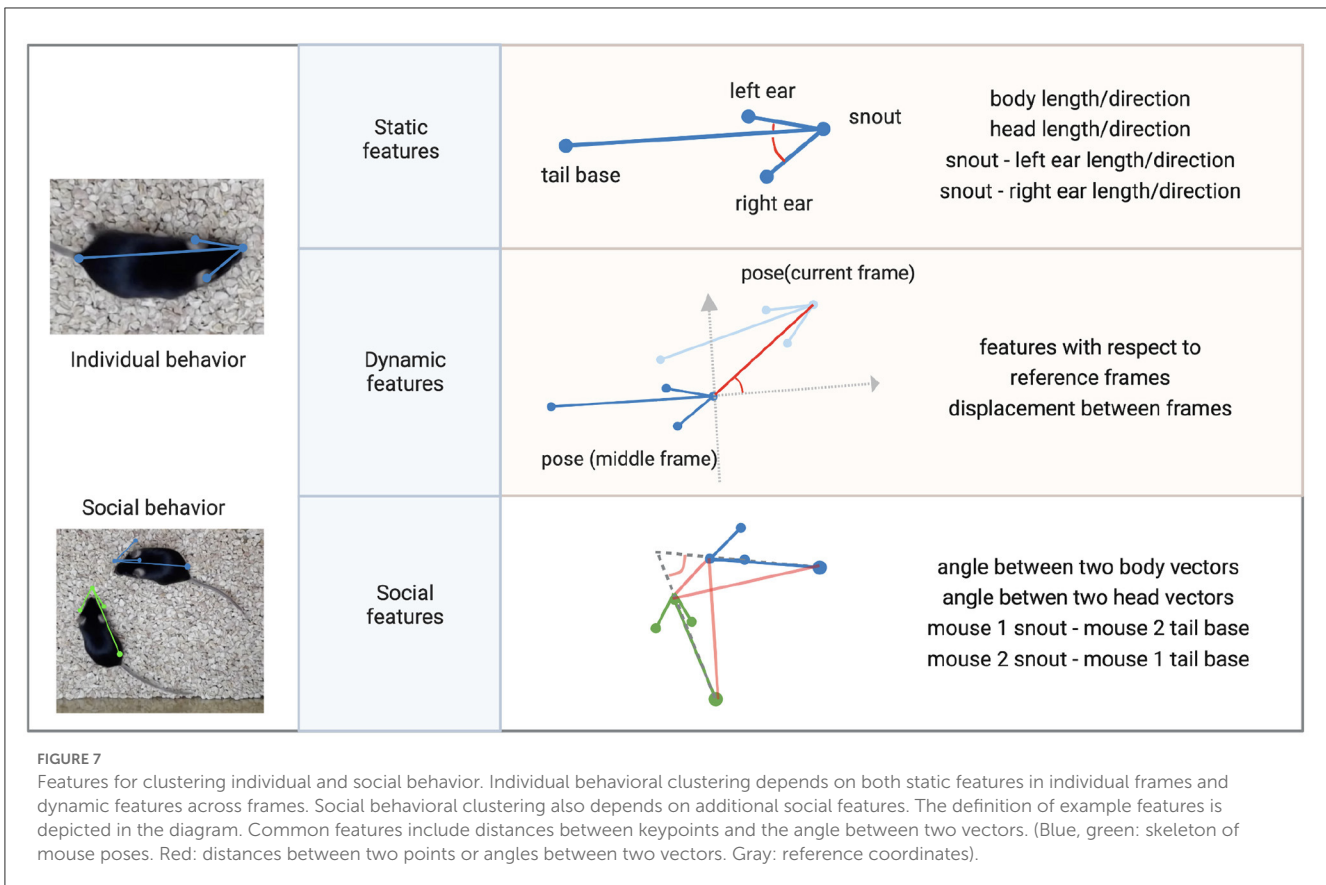 Individual behavior
Social behavior
Static
features
left ear
snout
tail base
right ear
body length/direction
head length/direction
snout - left ear length/direction
snout - right ear length/direction
Dynamic
features
pose(current frame)
pose (middle frame)
features with respect to
reference frames
displacement between frames
Social
features
angle between two body vectors
angle betwen two head vectors
mouse 1 snout - mouse 2 tail base
mouse 2 snout - mouse 1 tail base
FIGURE 7
Features for clustering individual and social behavior. Individual behavioral clustering depends on both static features in individual frames and
dynamic features across frames. Social behavioral clustering also depends on additional social features. The definition of example features is
depicted in the diagram. Common features include distances between keypoints and the angle between two vectors. (Blue, green: skeleton of
mouse poses. Red: distances between two points or angles between two vectors. Gray: reference coordinates).